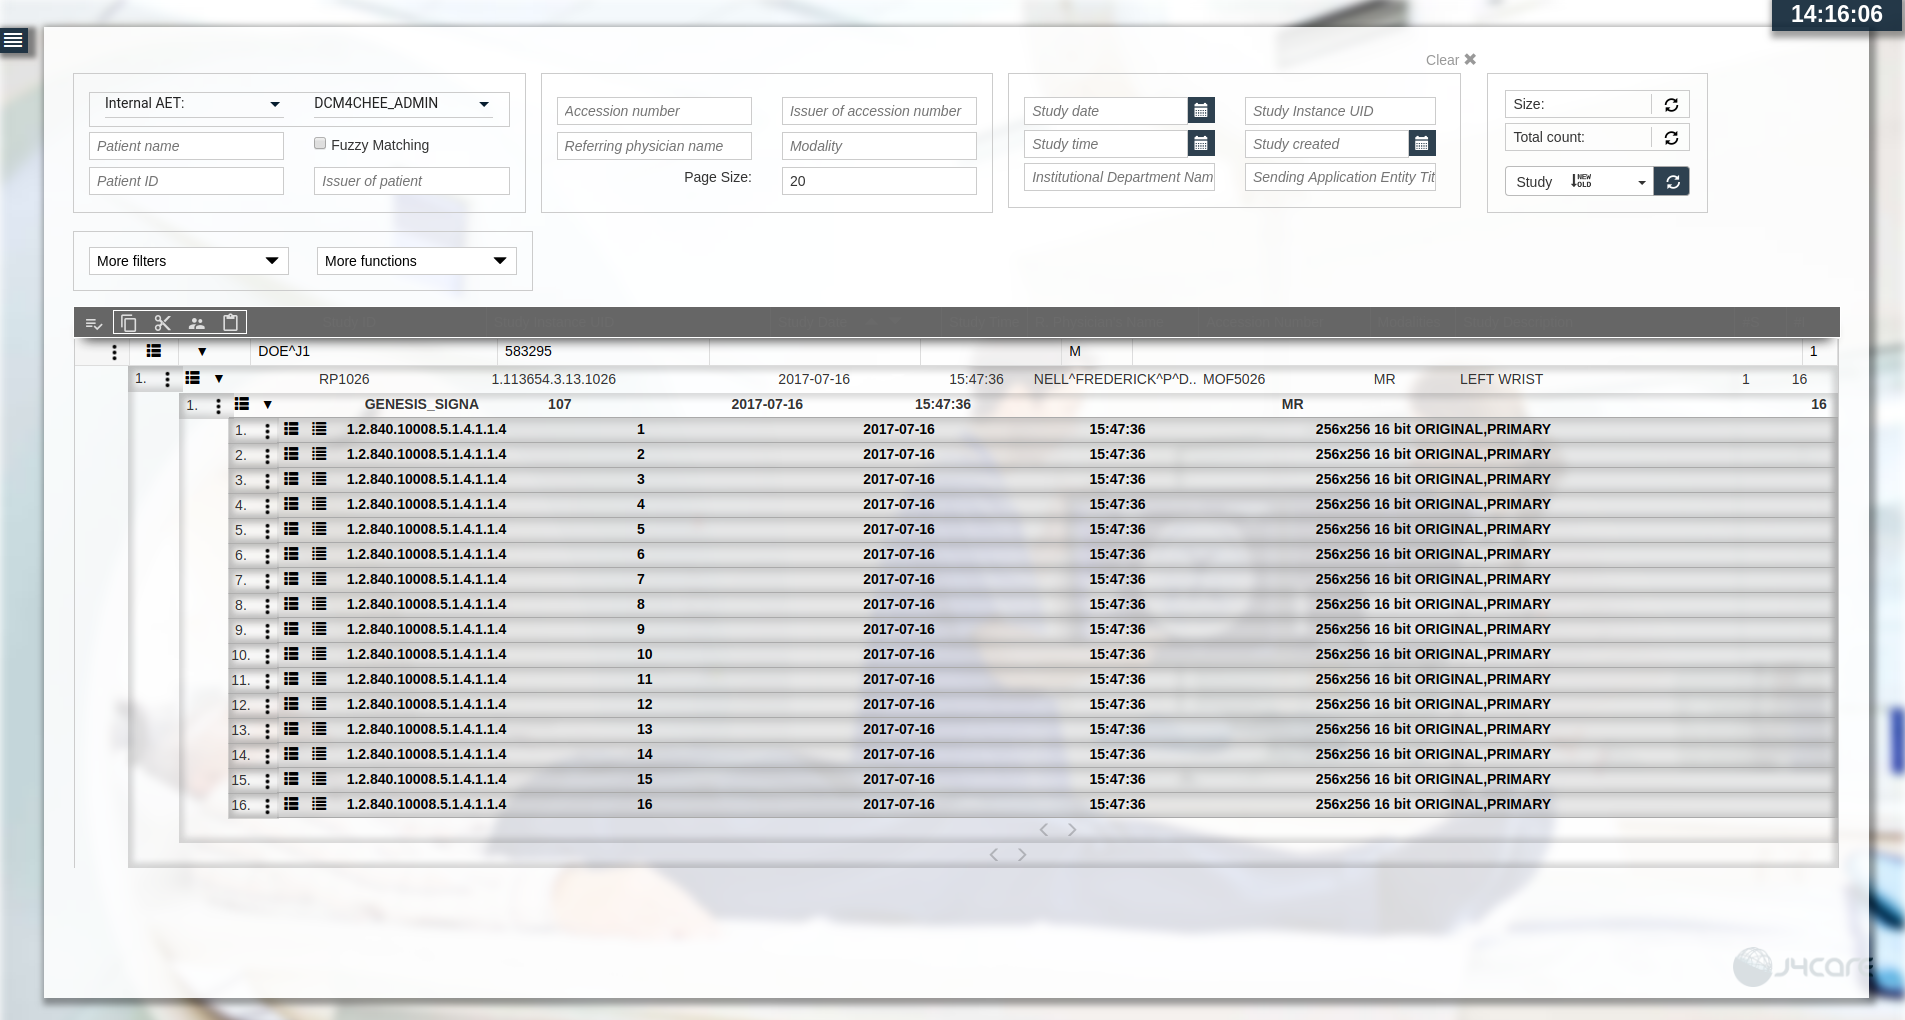 14:16:06
Clear ✖
Internal AET: DCM4CHEE_ADMIN
Patient name Fuzzy Matching
Patient ID Issuer of patient
Accession number Issuer of accession number
Referring physician name Modality
Page Size: 20
Study date Study Instance UID
Study time Study created
Institutional Department Nam Sending Application Entity Tit
Size:
Total count:
Study NEW OLD
More filters More functions
DOE^J1 583295 M 1
1. RP1026 1.113654.3.13.1026 2017-07-16 15:47:36 NELL^FREDERICK^P^D.. MOF5026 MR LEFT WRIST 1 16
1. GENESIS_SIGNA 107 2017-07-16 15:47:36 MR 16
1. 1.2.840.10008.5.1.4.1.1.4 1 2017-07-16 15:47:36 256x256 16 bit ORIGINAL,PRIMARY
2. 1.2.840.10008.5.1.4.1.1.4 2 2017-07-16 15:47:36 256x256 16 bit ORIGINAL,PRIMARY
3. 1.2.840.10008.5.1.4.1.1.4 3 2017-07-16 15:47:36 256x256 16 bit ORIGINAL,PRIMARY
4. 1.2.840.10008.5.1.4.1.1.4 4 2017-07-16 15:47:36 256x256 16 bit ORIGINAL,PRIMARY
5. 1.2.840.10008.5.1.4.1.1.4 5 2017-07-16 15:47:36 256x256 16 bit ORIGINAL,PRIMARY
6. 1.2.840.10008.5.1.4.1.1.4 6 2017-07-16 15:47:36 256x256 16 bit ORIGINAL,PRIMARY
7. 1.2.840.10008.5.1.4.1.1.4 7 2017-07-16 15:47:36 256x256 16 bit ORIGINAL,PRIMARY
8. 1.2.840.10008.5.1.4.1.1.4 8 2017-07-16 15:47:36 256x256 16 bit ORIGINAL,PRIMARY
9. 1.2.840.10008.5.1.4.1.1.4 9 2017-07-16 15:47:36 256x256 16 bit ORIGINAL,PRIMARY
10. 1.2.840.10008.5.1.4.1.1.4 10 2017-07-16 15:47:36 256x256 16 bit ORIGINAL,PRIMARY
11. 1.2.840.10008.5.1.4.1.1.4 11 2017-07-16 15:47:36 256x256 16 bit ORIGINAL,PRIMARY
12. 1.2.840.10008.5.1.4.1.1.4 12 2017-07-16 15:47:36 256x256 16 bit ORIGINAL,PRIMARY
13. 1.2.840.10008.5.1.4.1.1.4 13 2017-07-16 15:47:36 256x256 16 bit ORIGINAL,PRIMARY
14. 1.2.840.10008.5.1.4.1.1.4 14 2017-07-16 15:47:36 256x256 16 bit ORIGINAL,PRIMARY
15. 1.2.840.10008.5.1.4.1.1.4 15 2017-07-16 15:47:36 256x256 16 bit ORIGINAL,PRIMARY
16. 1.2.840.10008.5.1.4.1.1.4 16 2017-07-16 15:47:36 256x256 16 bit ORIGINAL,PRIMARY
J4care